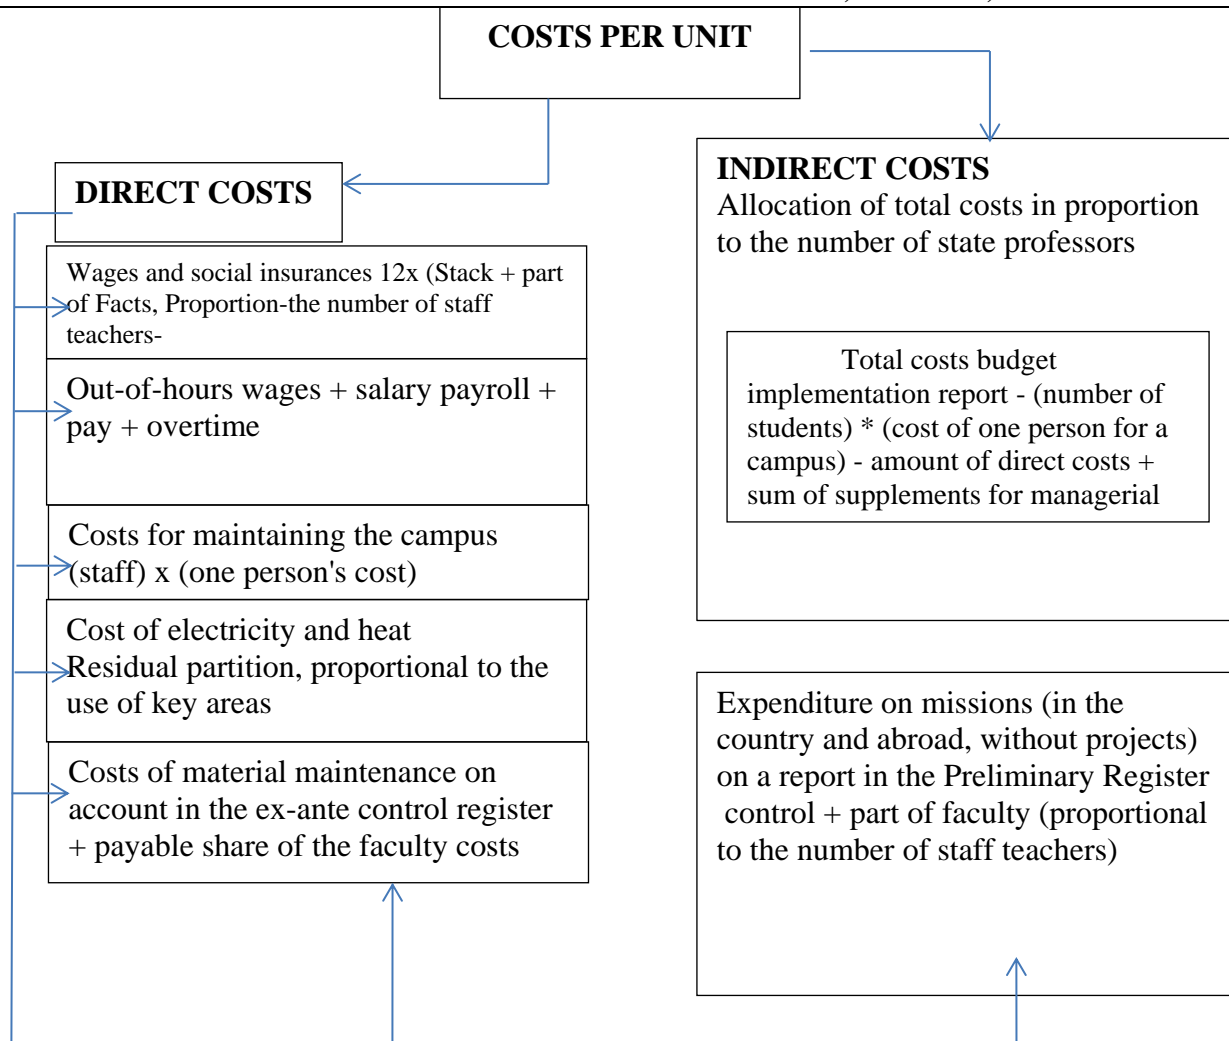 COSTS PER UNIT
DIRECT COSTS
Wages and social insurances 12x (Stack + part
of Facts, Proportion-the number of staff
teachers-
Out-of-hours wages + salary payroll +
pay + overtime
Costs for maintaining the campus
(staff) x (one person's cost)
Cost of electricity and heat
Residual partition, proportional to the
use of key areas
Costs of material maintenance on
account in the ex-ante control register
+ payable share of the faculty costs
INDIRECT COSTS
Allocation of total costs in proportion
to the number of state professors
Total costs budget
implementation report - (number of
students) * (cost of one person for a
campus) - amount of direct costs +
sum of supplements for managerial
Expenditure on missions (in the
country and abroad, without projects)
on a report in the Preliminary Register
control + part of faculty (proportional
to the number of staff teachers)